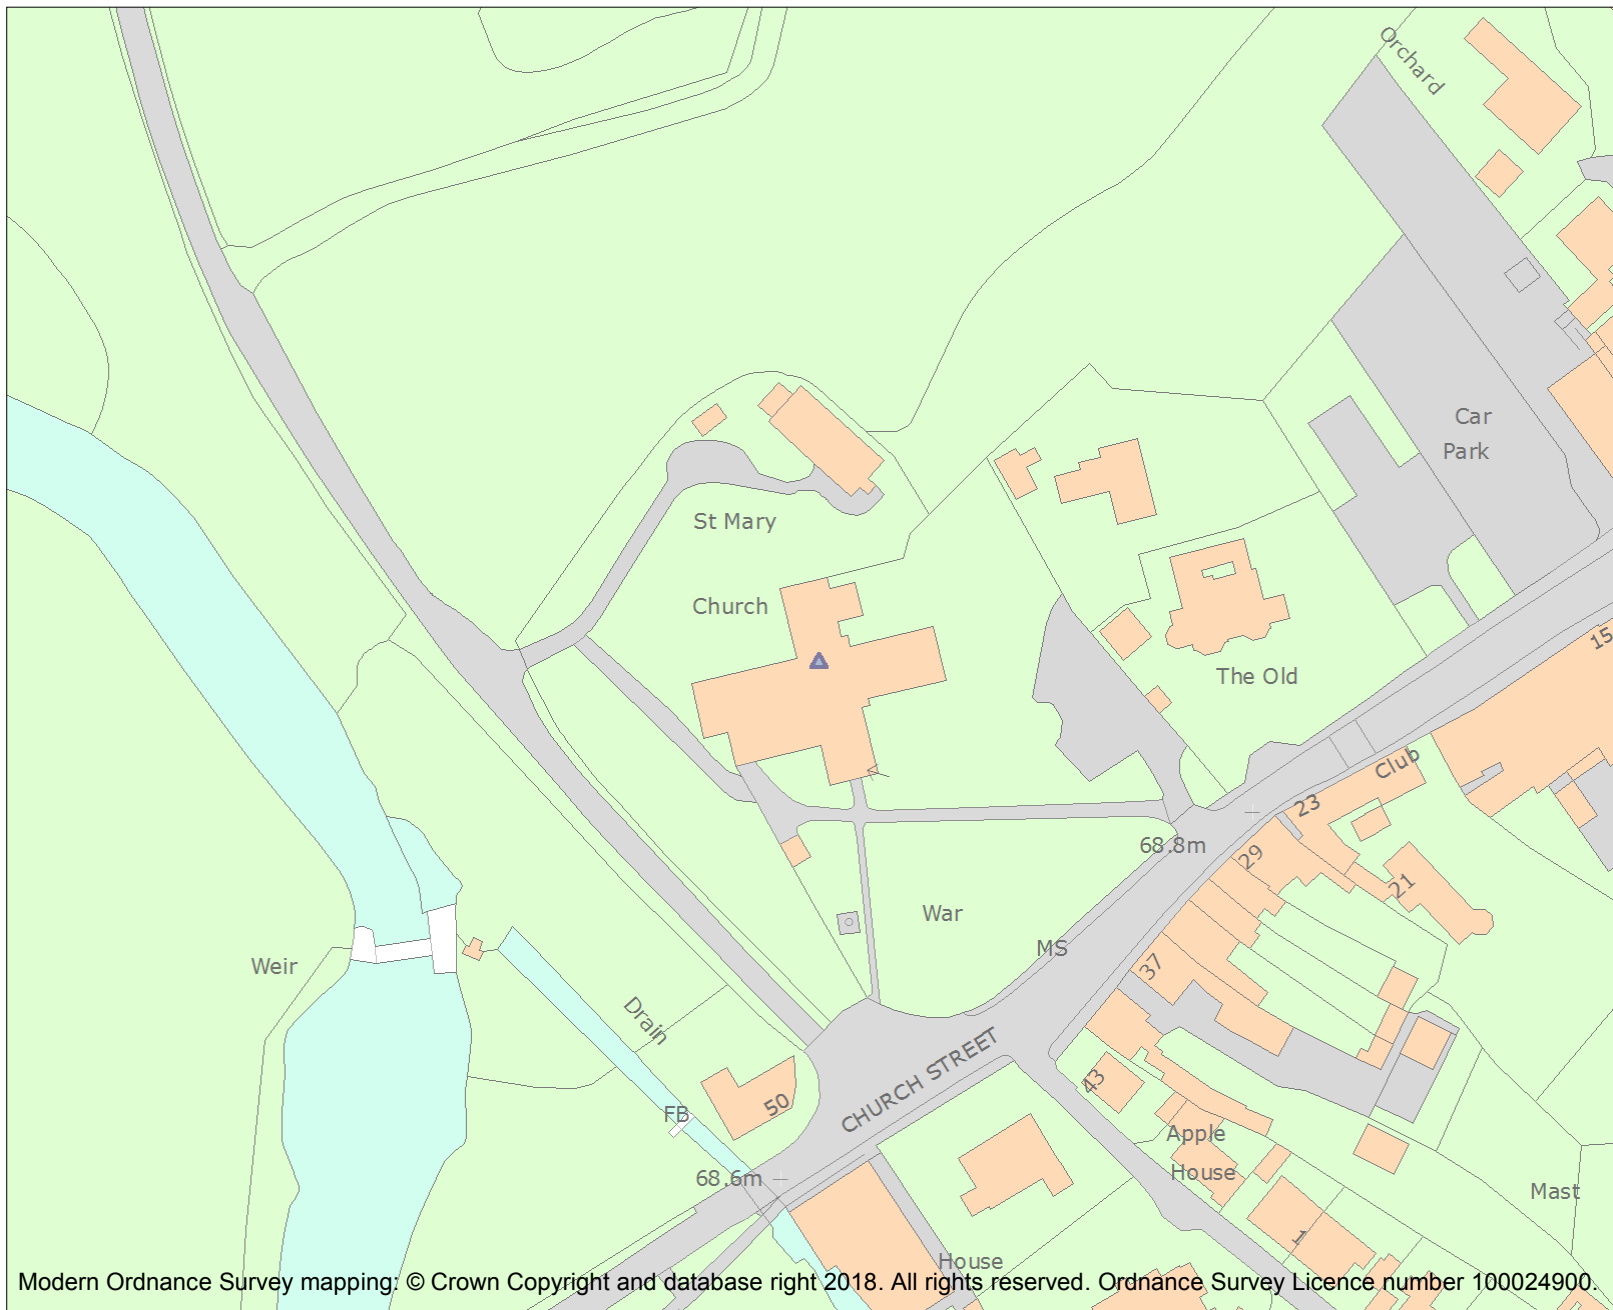 Orchard
Car
Park
St Mary
Church
15
The Old
Club
23
68.8m
29
21
War
MS
37
Weir
Drain
CHURCH STREET
43
50
FB
Apple
House
68.6m
Mast
1
House
Modern Ordnance Survey mapping: © Crown Copyright and database right 2018. All rights reserved. Ordnance Survey Licence number 100024900.